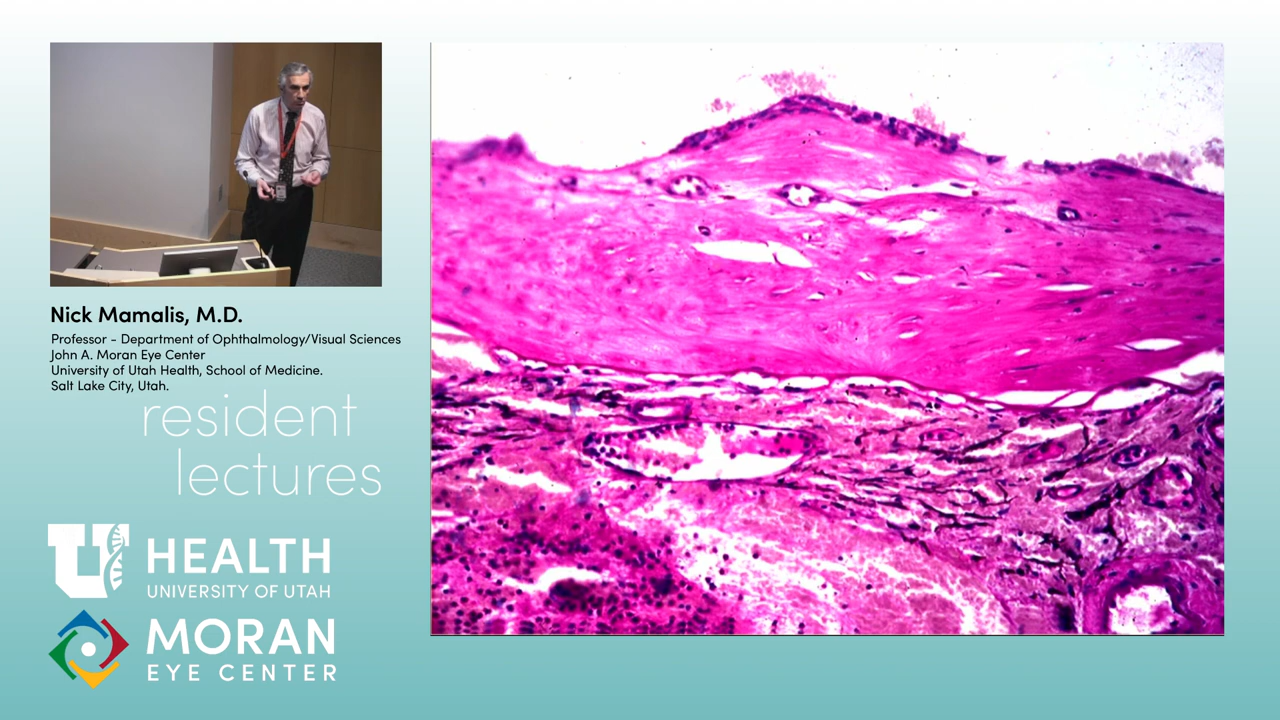 Nick Mamalis, M.D.
Professor - Department of Ophthalmology/Visual Sciences
John A. Moran Eye Center
University of Utah Health, School of Medicine.
Salt Lake City, Utah.
resident
lectures
U HEALTH
UNIVERSITY OF UTAH
MORAN
EYE CENTER